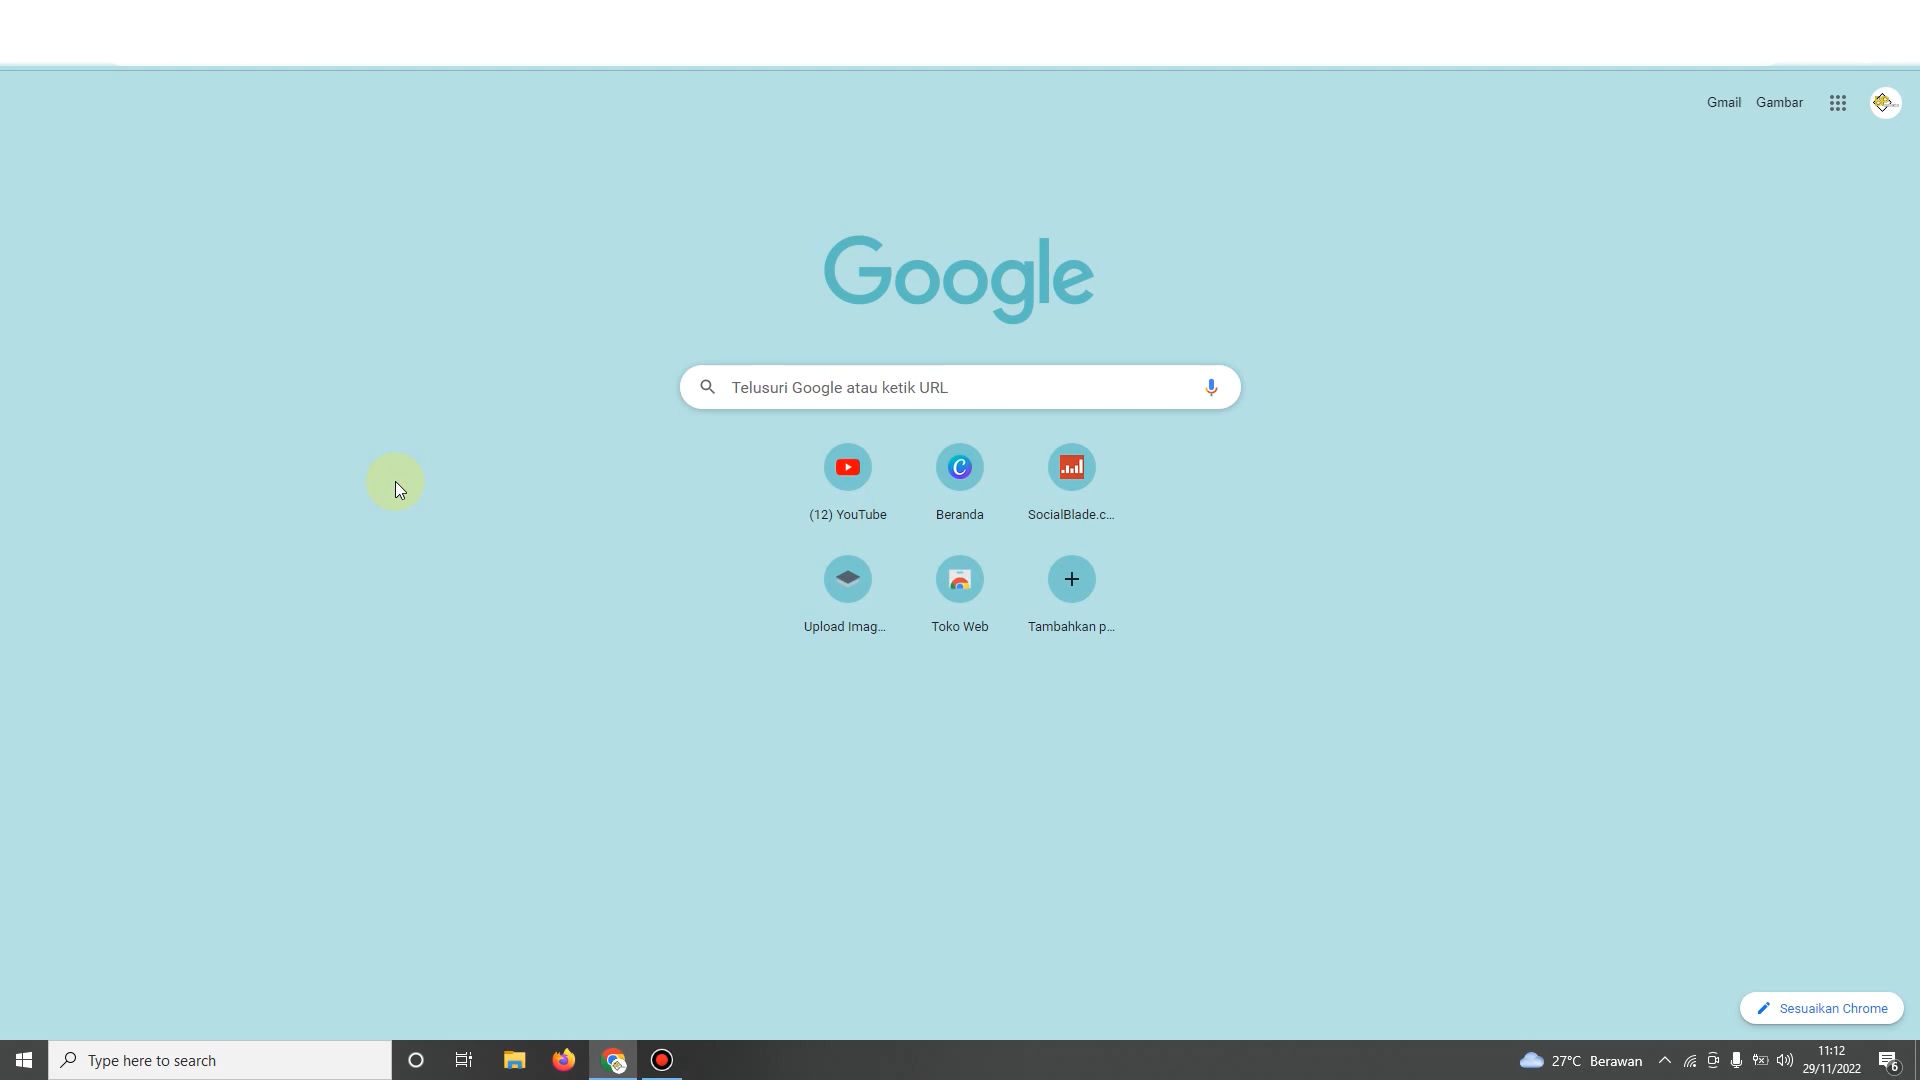 Gmail Gambar
Google
Telusuri Google atau ketik URL
(12) YouTube Beranda SocialBlade.c...
Upload Imag... Toko Web Tambahkan p...
Sesuaikan Chrome
Type here to search 27°C Berawan 11:12
29/11/2022 6